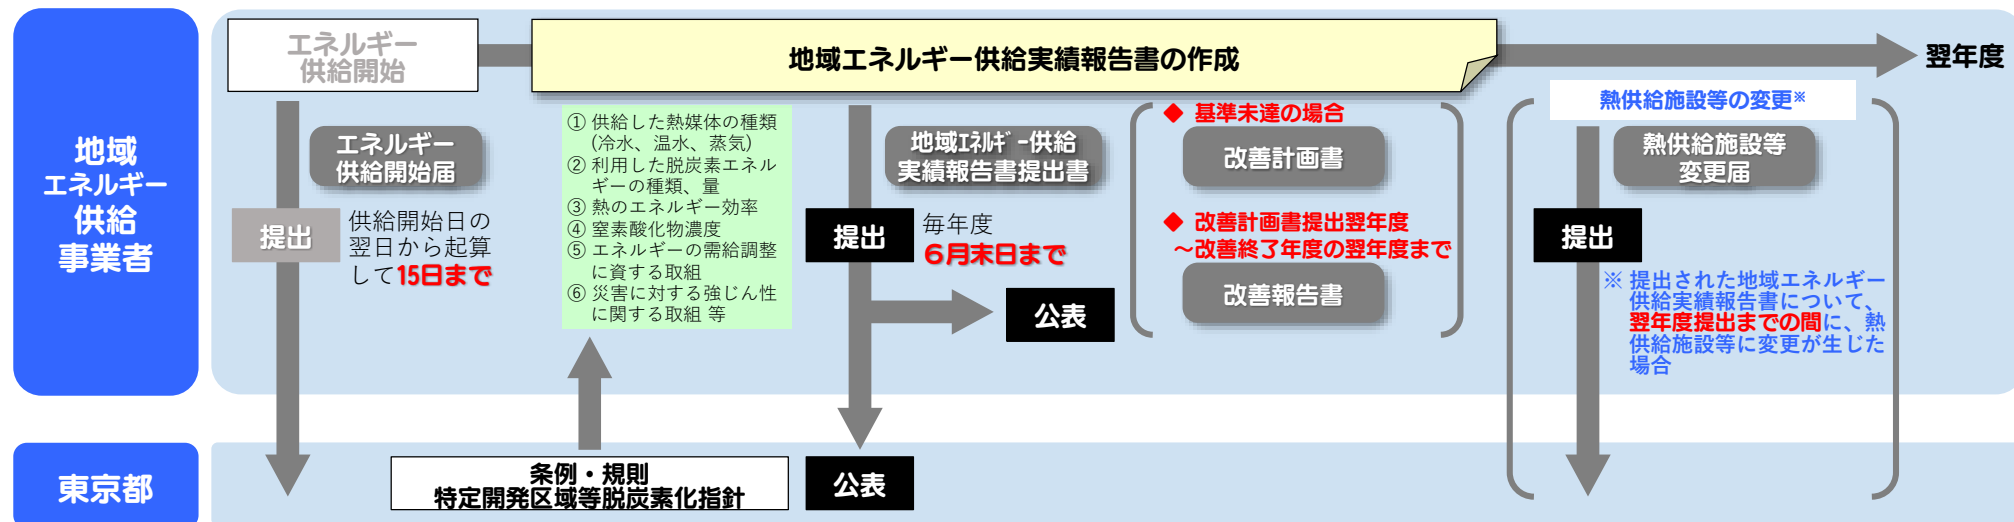 地域
エネルギー
供給
事業者
エネルギー
供給開始
地域エネルギー供給実績報告書の作成
翌年度
エネルギー
供給開始届
提出
供給開始日の
翌日から起算
して15日まで
① 供給した熱媒体の種類
(冷水、温水、蒸気)
② 利用した脱炭素エネル
ギーの種類、量
③ 熱のエネルギー効率
④ 窒素酸化物濃度
⑤ エネルギーの需給調整
に資する取組
⑥ 災害に対する強じん性
に関する取組 等
地域ｴﾈﾙｷﾞｰ供給
実績報告書提出書
提出
毎年度
６月末日まで
公表
◆ 基準未達の場合
改善計画書
◆ 改善計画書提出翌年度
～改善終了年度の翌年度まで
改善報告書
熱供給施設等の変更※
熱供給施設等
変更届
提出
※ 提出された地域エネルギー
供給実績報告書について、
翌年度提出までの間に、熱
供給施設等に変更が生じた
場合
東京都
条例・規則
特定開発区域等脱炭素化指針
公表